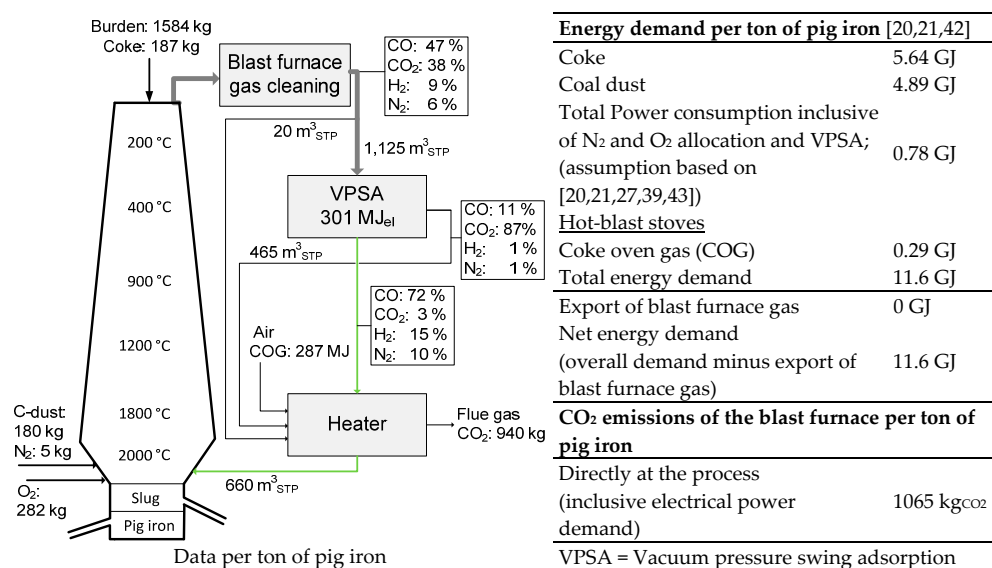 Burden: 1584 kg
Coke: 187 kg
200 °C
400 °C
900 °C
1200 °C
1800 °C
2000 °C
Slug
Pig iron
C-dust:
180 kg
N2: 5 kg
O2:
282 kg
Blast furnace
gas cleaning
CO: 47 %
CO2: 38 %
H2: 9 %
N2: 6 %
20 m3STP
1,125 m3STP
VPSA
301 MJel
CO: 11 %
CO2: 87%
H2: 1 %
N2: 1 %
465 m3STP
CO: 72 %
CO2: 3 %
H2: 15 %
N2: 10 %
Air
COG: 287 MJ
Heater
Flue gas
CO2: 940 kg
660 m3STP
Data per ton of pig iron
Energy demand per ton of pig iron [20,21,42]
Coke 5.64 GJ
Coal dust 4.89 GJ
Total Power consumption inclusive
of N2 and O2 allocation and VPSA;
(assumption based on
[20,21,27,39,43])
0.78 GJ
Hot-blast stoves
Coke oven gas (COG) 0.29 GJ
Total energy demand 11.6 GJ
Export of blast furnace gas 0 GJ
Net energy demand
(overall demand minus export of
blast furnace gas)
11.6 GJ
CO2 emissions of the blast furnace per ton of
pig iron
Directly at the process
(inclusive electrical power
demand)
1065 kgCO2
VPSA = Vacuum pressure swing adsorption